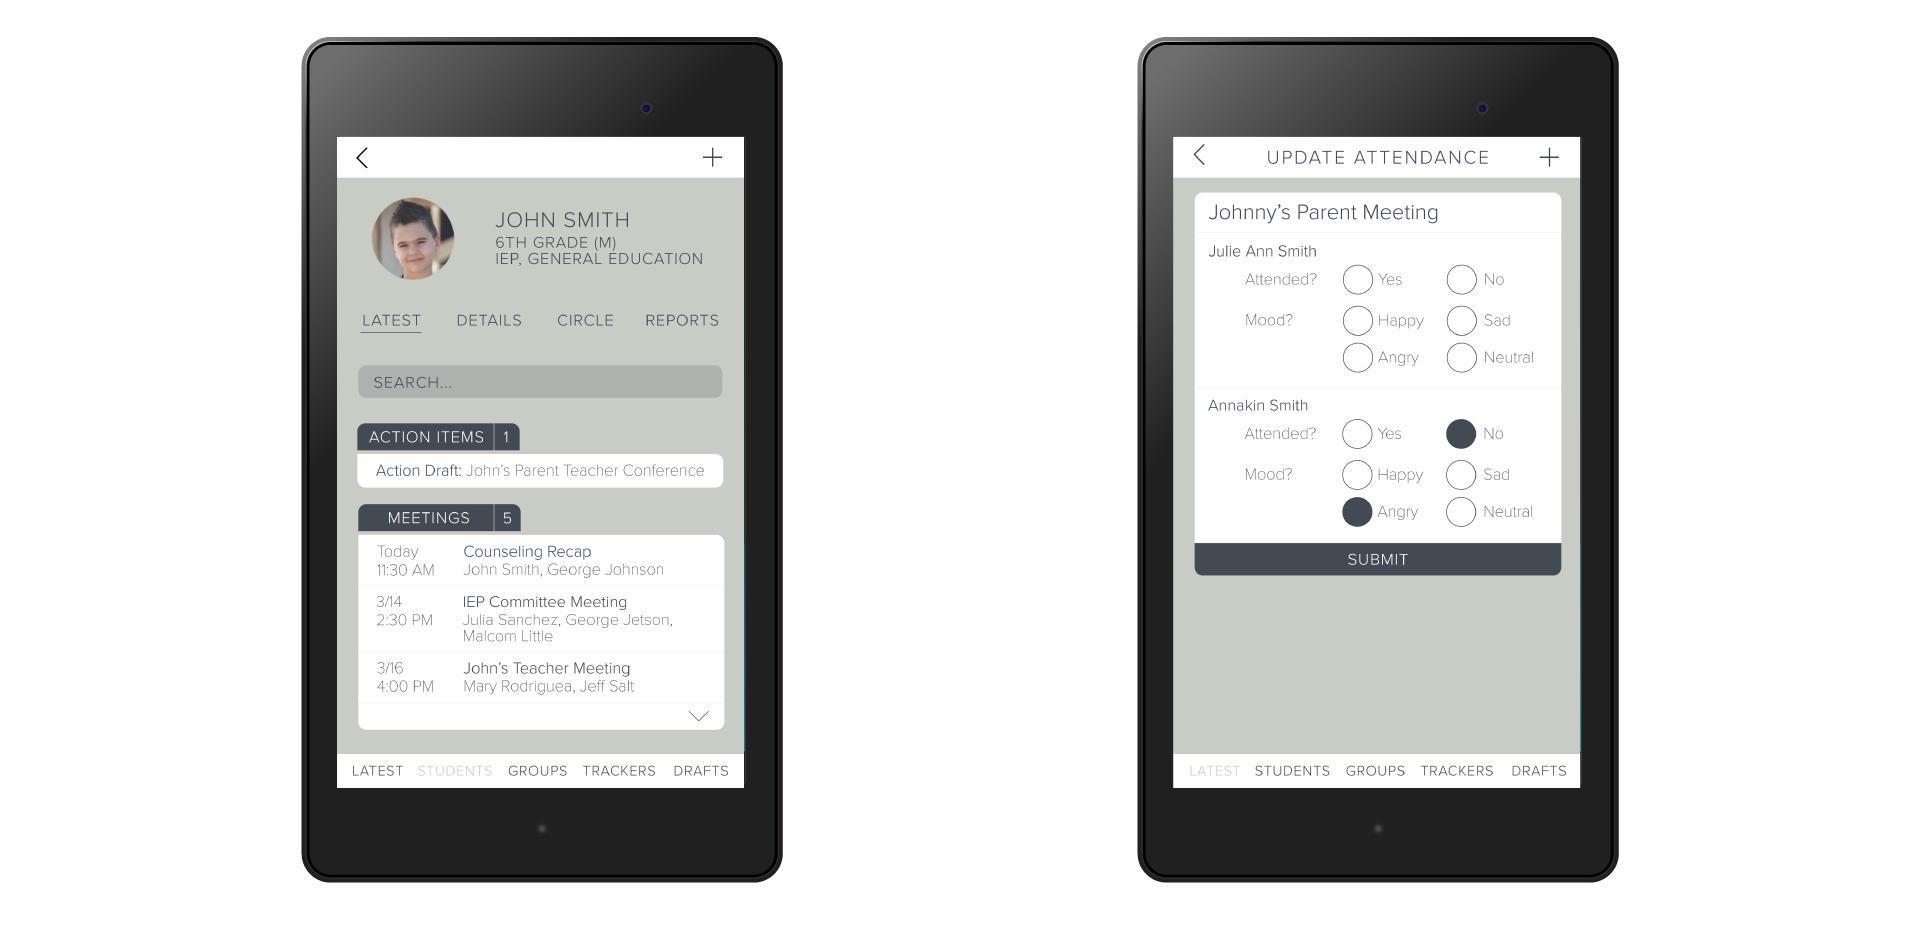 JOHN SMITH
6TH GRADE (M)
IEP, GENERAL EDUCATION
LATEST DETAILS CIRCLE REPORTS
SEARCH...
ACTION ITEMS 1
Action Draft: John's Parent Teacher Conference
MEETINGS 5
Today Counseling Recap
11:30 AM John Smith, George Johnson
3/14 IEP Committee Meeting
2:30 PM Julia Sanchez, George Jetson,
Malcom Little
3/16 John's Teacher Meeting
4:00 PM Mary Rodriguea, Jeff Salt
LATEST STUDENTS GROUPS TRACKERS DRAFTS
UPDATE ATTENDANCE
Johnny's Parent Meeting
Julie Ann Smith
Attended? Yes No
Mood? Happy Sad
Angry Neutral
Annakin Smith
Attended? Yes No
Mood? Happy Sad
Angry Neutral
SUBMIT
LATEST STUDENTS GROUPS TRACKERS DRAFTS